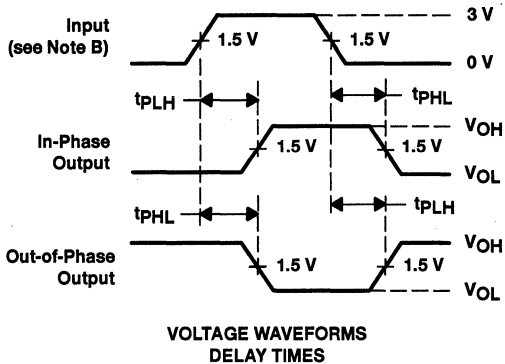 Input
(see Note B)
1.5 V
1.5 V
3 V
0 V
tPLH
tPHL
In-Phase
Output
1.5 V
1.5 V
VOH
VOL
tPHL
tPLH
Out-of-Phase
Output
1.5 V
1.5 V
VOH
VOL
VOLTAGE WAVEFORMS
DELAY TIMES